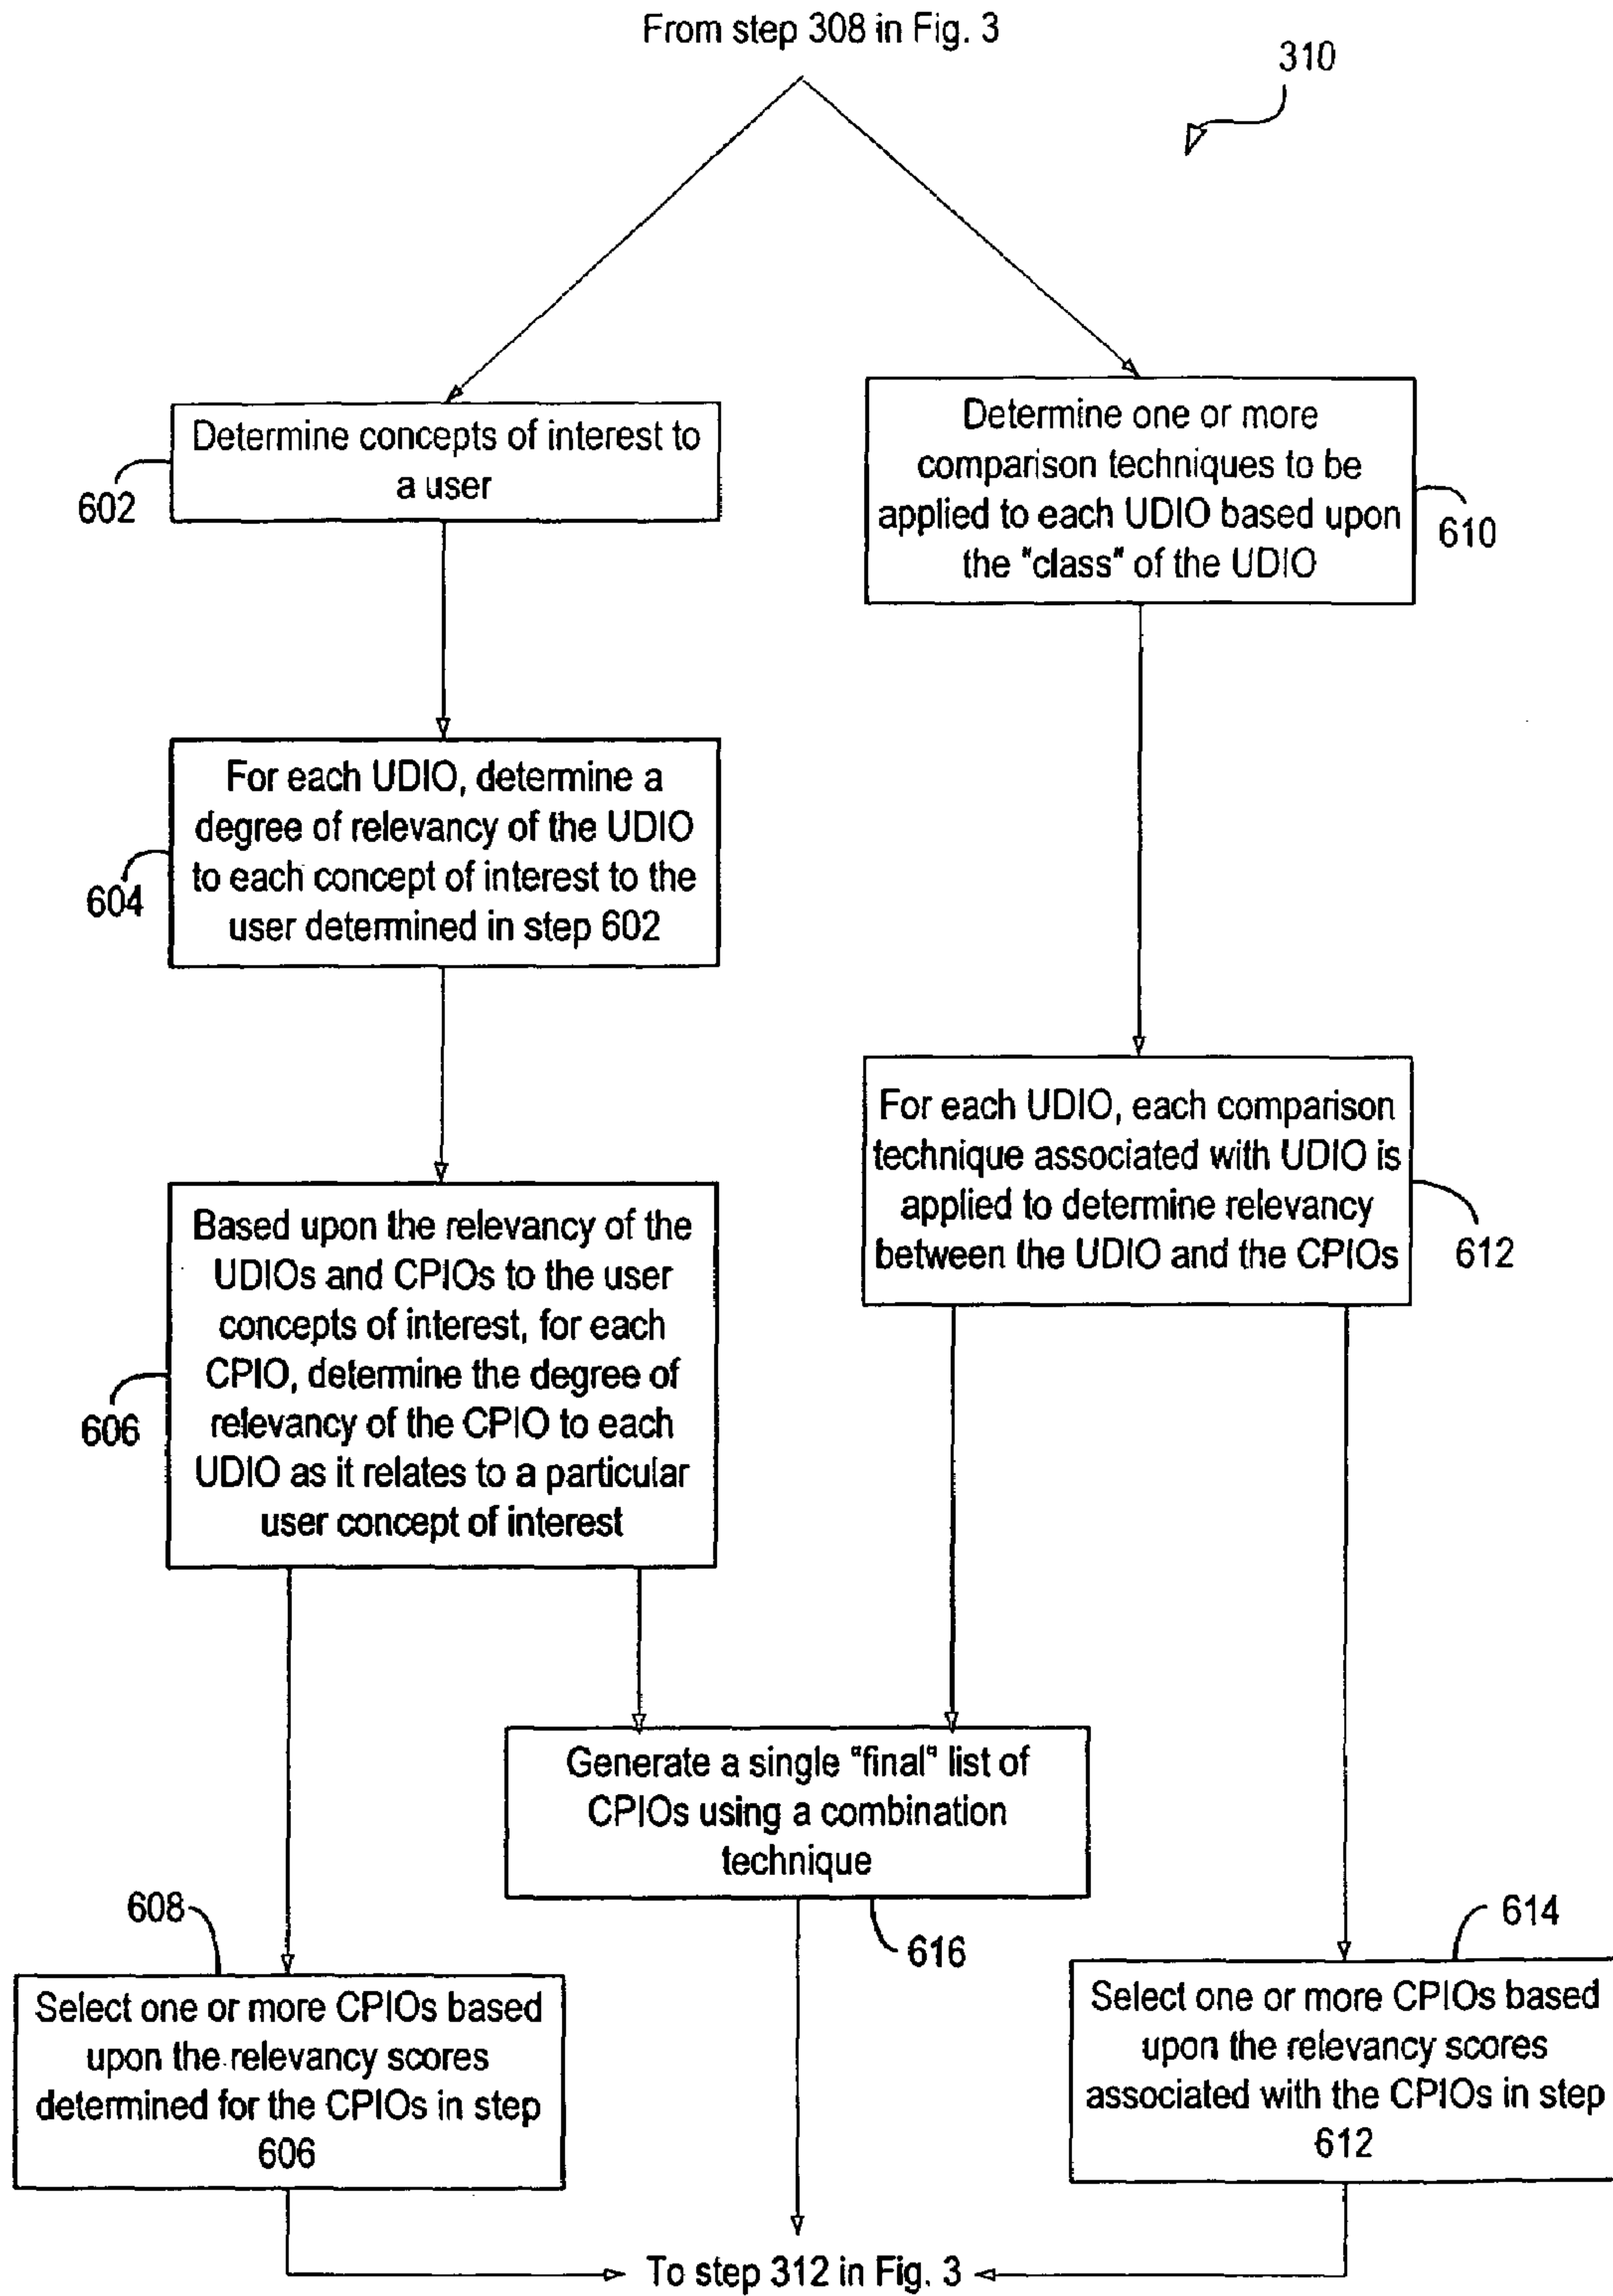 From step 308 in Fig. 3
310
Determine concepts of interest to
a user
602
Determine one or more
comparison techniques to be
applied to each UDIO based upon
the "class" of the UDIO
610
For each UDIO, determine a
degree of relevancy of the UDIO
to each concept of interest to the
user determined in step 602
604
For each UDIO, each comparison
technique associated with UDIO is
applied to determine relevancy
between the UDIO and the CPIOs
612
Based upon the relevancy of the
UDIOs and CPIOs to the user
concepts of interest, for each
CPIO, determine the degree of
relevancy of the CPIO to each
UDIO as it relates to a particular
user concept of interest
606
Generate a single "final" list of
CPIOs using a combination
technique
616
608
Select one or more CPIOs based
upon the relevancy scores
determined for the CPIOs in step
606
614
Select one or more CPIOs based
upon the relevancy scores
associated with the CPIOs in step
612
To step 312 in Fig. 3